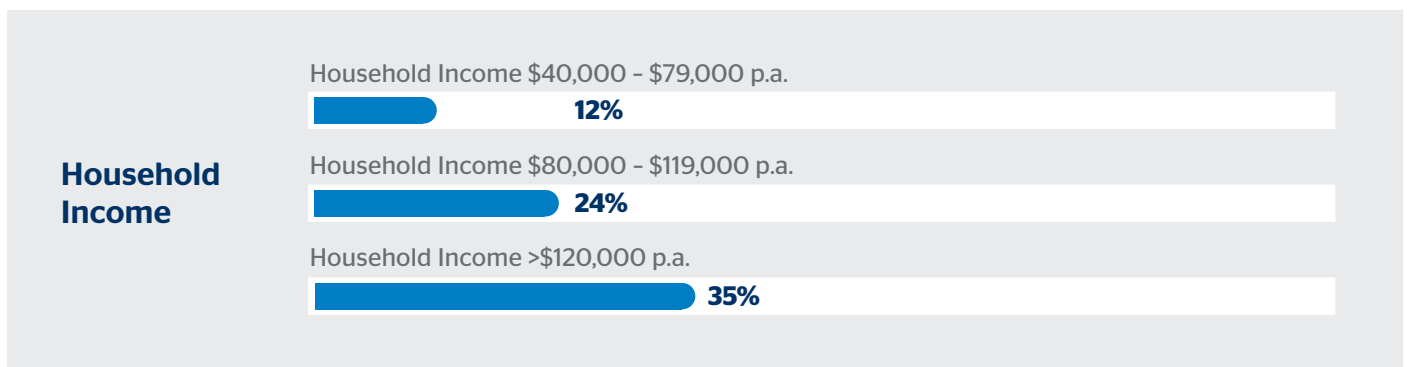 Household Income $40,000 – $79,000 p.a.
12%
Household
Income
Household Income $80,000 – $119,000 p.a.
24%
Household Income >$120,000 p.a.
35%